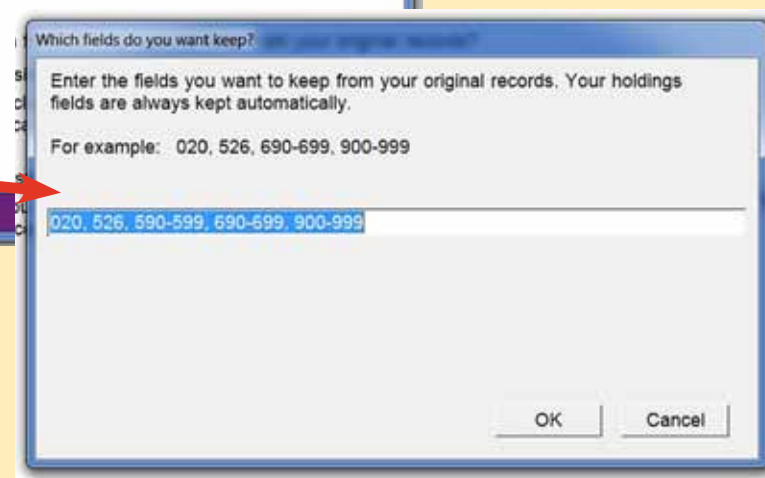 Which fields do you want keep?
Enter the fields you want to keep from your original records. Your holdings
fields are always kept automatically.
For example: 020, 526, 690-699, 900-999
020, 526, 590-599, 690-699, 900-999
OK
Cancel